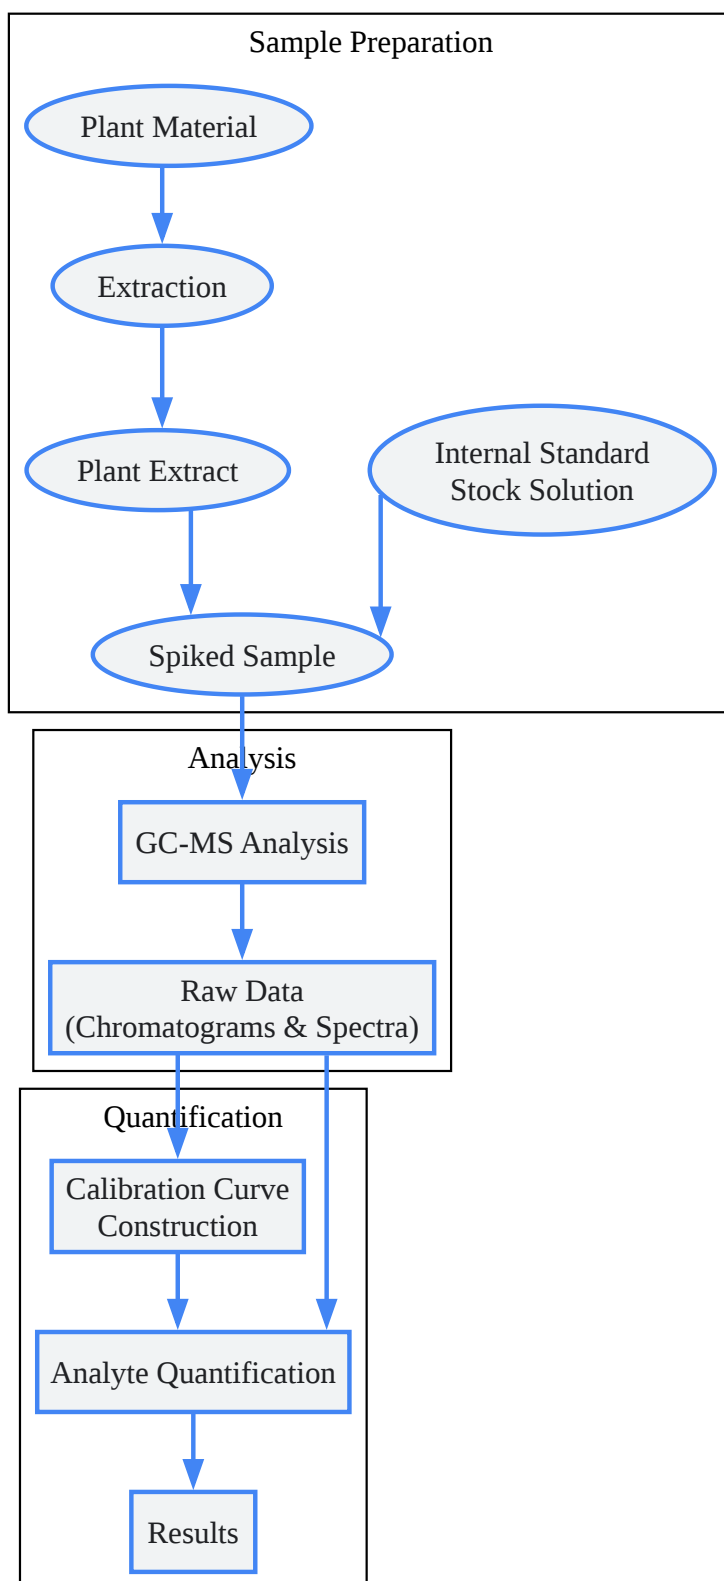 Sample Preparation
Plant Material
Extraction
Plant Extract
Internal Standard
Stock Solution
Spiked Sample
Analysis
GC-MS Analysis
Raw Data
(Chromatograms & Spectra)
Quantification
Calibration Curve
Construction
Analyte Quantification
Results